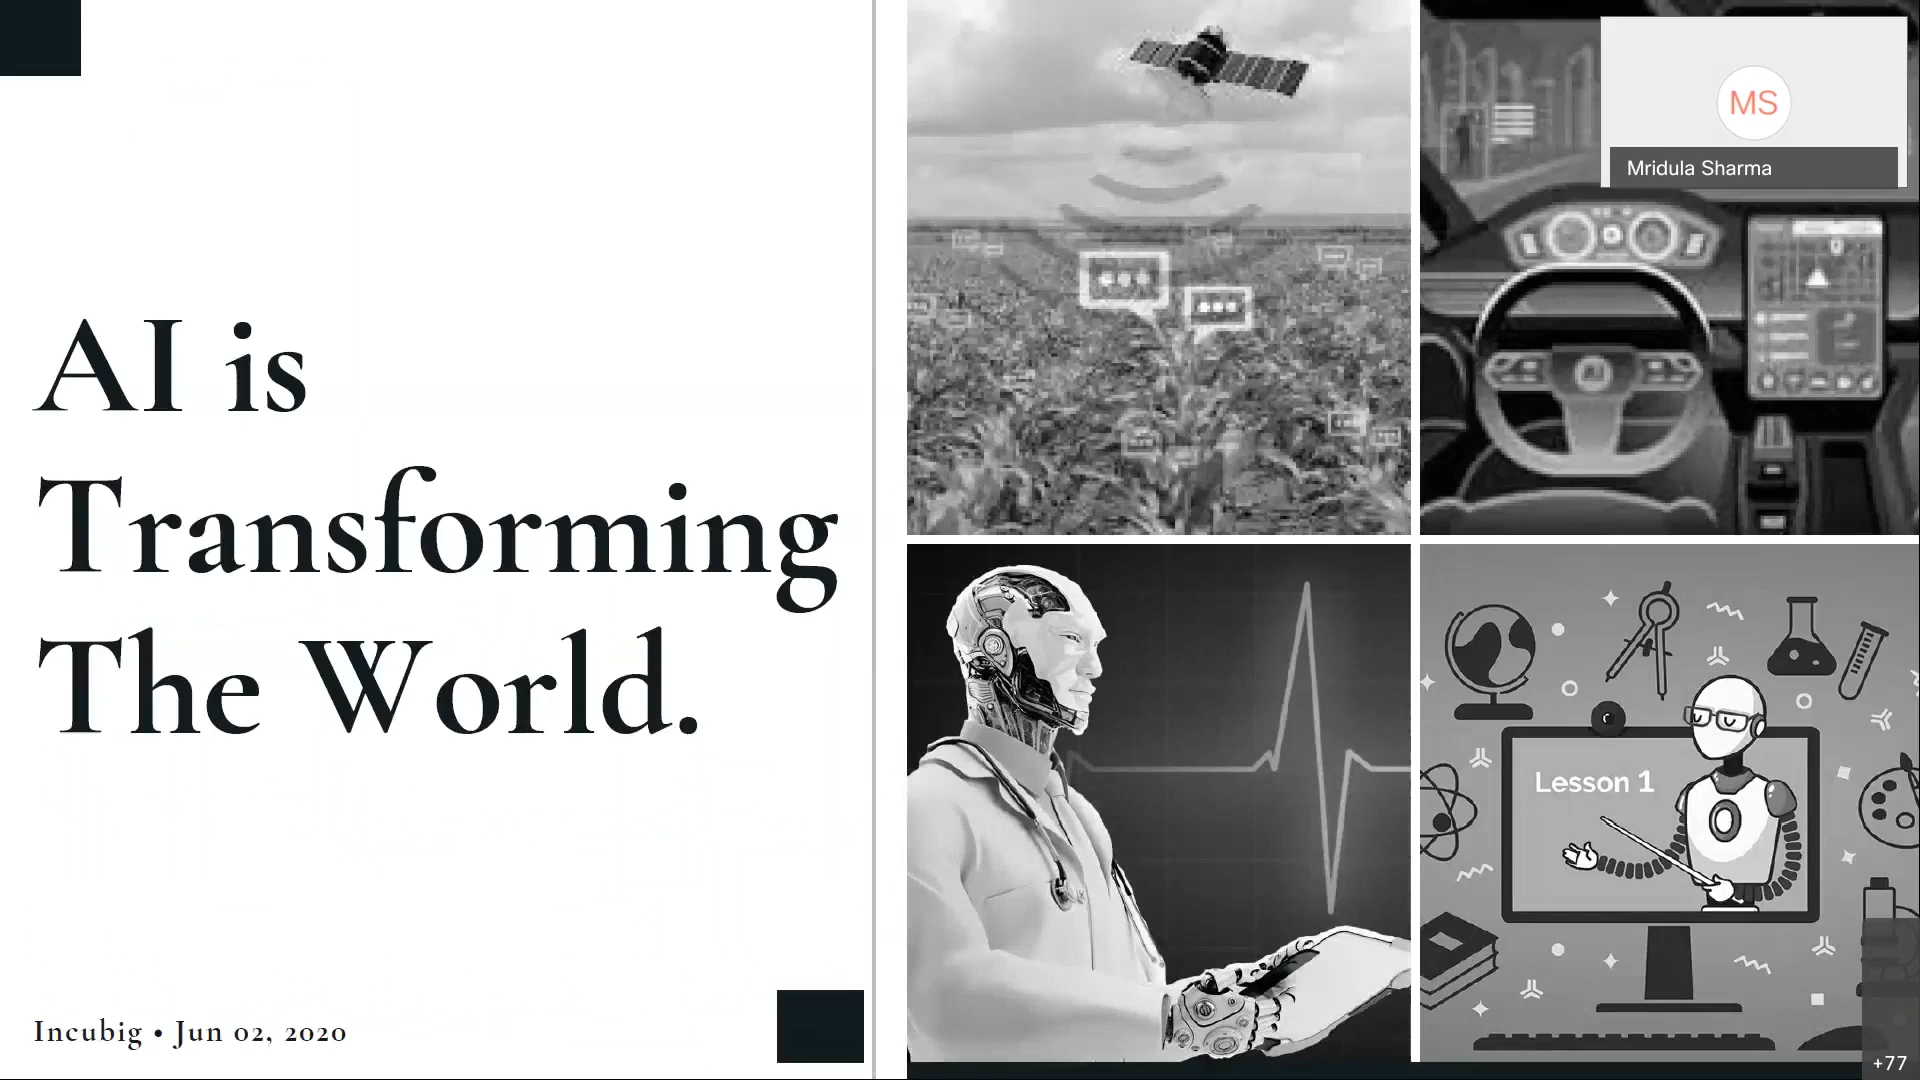 AI is
Transforming
The World.
Incubig • Jun 02, 2020
MS
Mridula Sharma
Lesson 1
+77